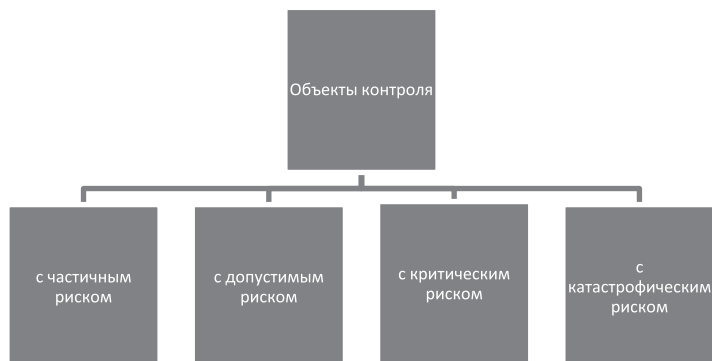 Объекты контроля
с частичным
риском
с допустимым
риском
с критическим
риском
с
катастрофическим
риском